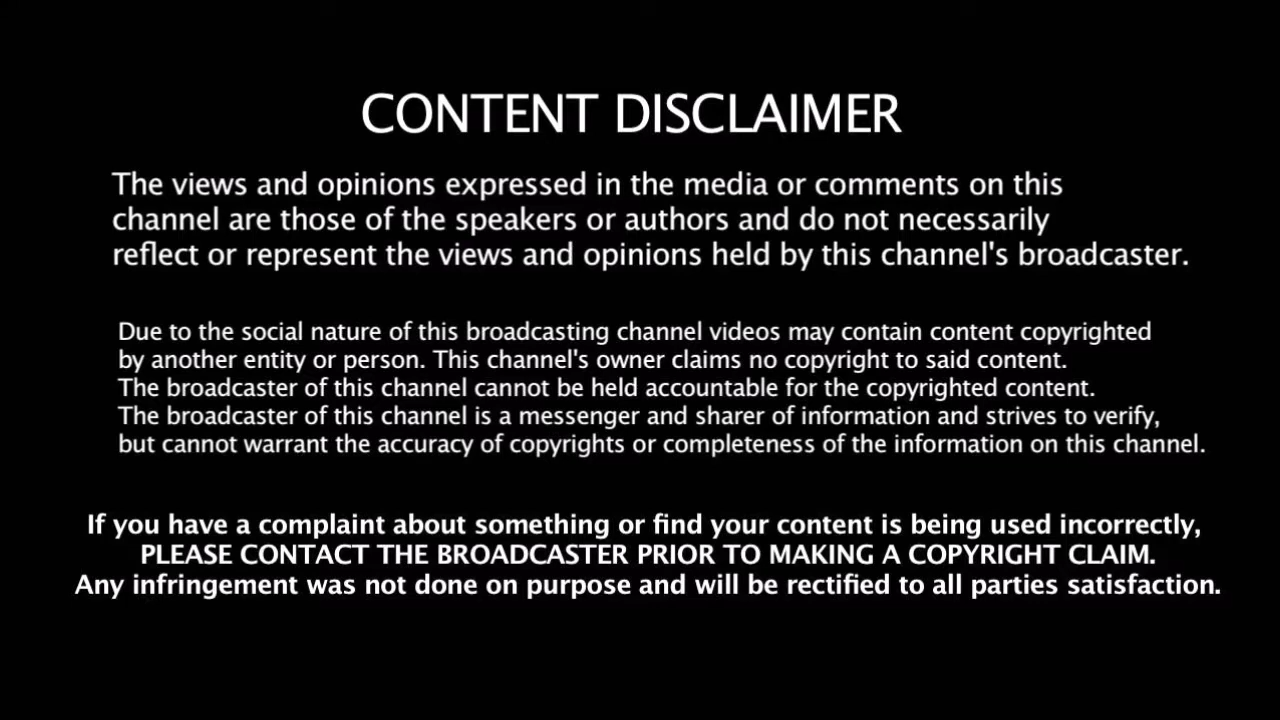 CONTENT DISCLAIMER
The views and opinions expressed in the media or comments on this
channel are those of the speakers or authors and do not necessarily
reflect or represent the views and opinions held by this channel's broadcaster.
Due to the social nature of this broadcasting channel videos may contain content copyrighted
by another entity or person. This channel's owner claims no copyright to said content.
The broadcaster of this channel cannot be held accountable for the copyrighted content.
The broadcaster of this channel is a messenger and sharer of information and strives to verify,
but cannot warrant the accuracy of copyrights or completeness of the information on this channel.
If you have a complaint about something or find your content is being used incorrectly,
PLEASE CONTACT THE BROADCASTER PRIOR TO MAKING A COPYRIGHT CLAIM.
Any infringement was not done on purpose and will be rectified to all parties satisfaction.